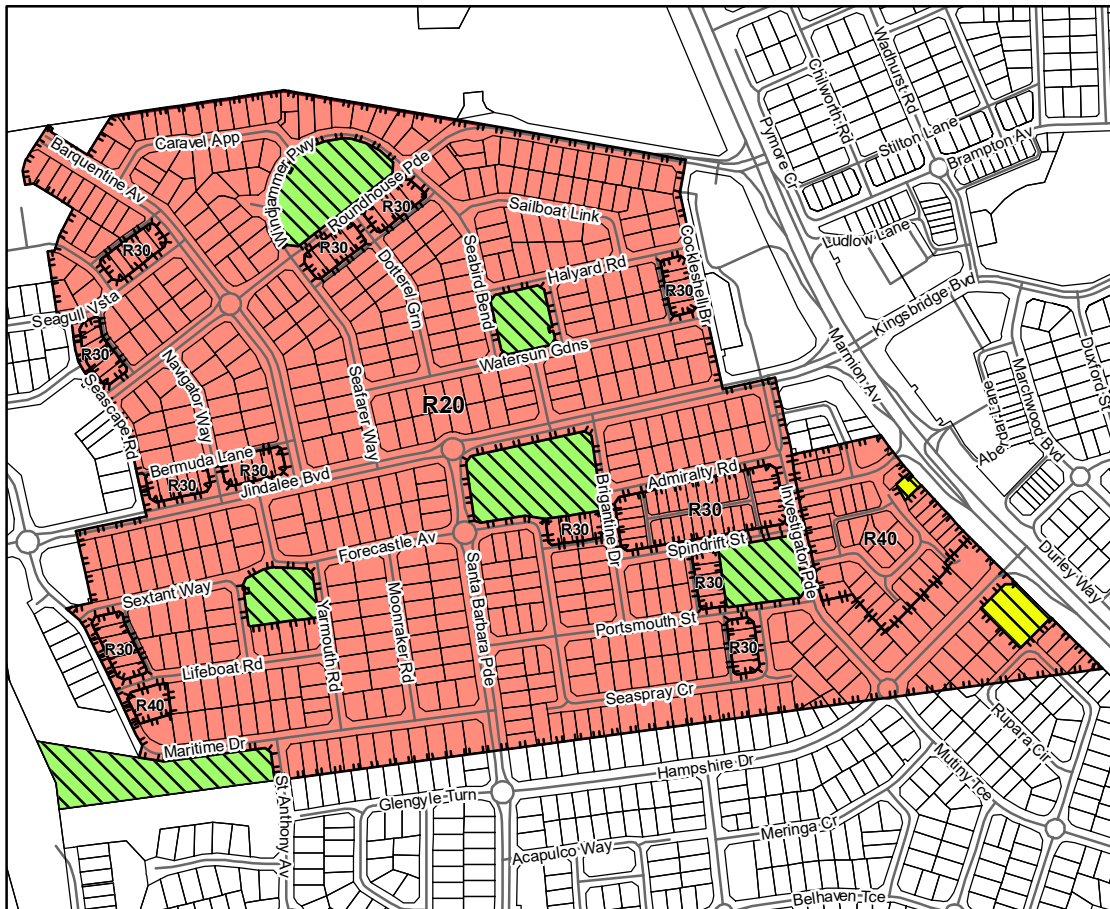 Chilworth Rd
Wadhurst Rd
Pymore Cr
Stilton Lane
Brampton Av
Caravel App
Barquentine Av
Windjammer Pwy
Roundhouse Pde
R30
R30
R30
Sailboat Link
Seabird Bend
Cockleshell Br
Ludlow Lane
Dotterel Grn
Halyard Rd
R30
Kingsbridge Bvd
Seagull Vsta
Watersun Gdns
Marmion Av
Duxford St
R30
Seascape Rd
Navigator Way
Seafarer Way
R20
Marchwood Bvd
Bermuda Lane
R30
R30
Jindalee Bvd
Admiralty Rd
Brigantine Dr
Investigator Pde
R30
R30
R40
Forecastle Av
Spindrift St
Durley Way
Sextant Way
R30
Yarmouth Rd
Moonraker Rd
Santa Barbara Pde
Portsmouth St
R30
R30
Lifeboat Rd
R40
Seaspray Cr
Maritime Dr
Rupara Cir
Mutiny Tce
Hampshire Dr
St Anthony Av
Glengyle Turn
Meringa Cr
Acapulco Way
Belhaven Tce